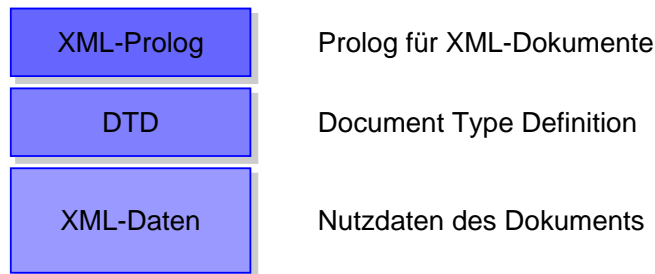 XML-Prolog Prolog für XML-Dokumente
DTD Document Type Definition
XML-Daten Nutzdaten des Dokuments